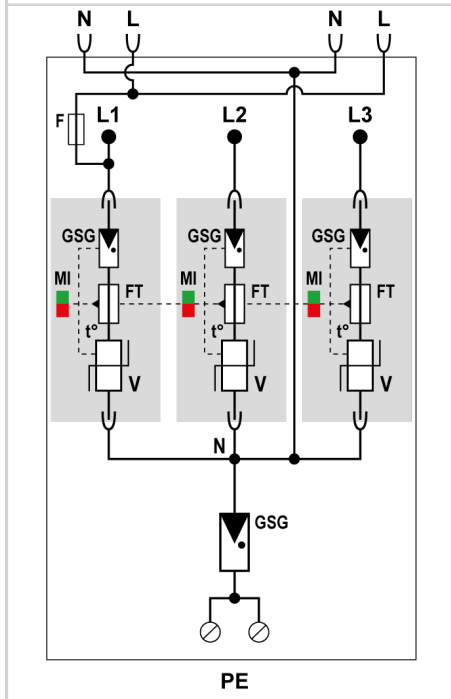 N L N L
F L1 L2 L3
GSG GSG GSG
MI FT MI FT MI FT
t° t° t°
V V V
N
GSG
PE